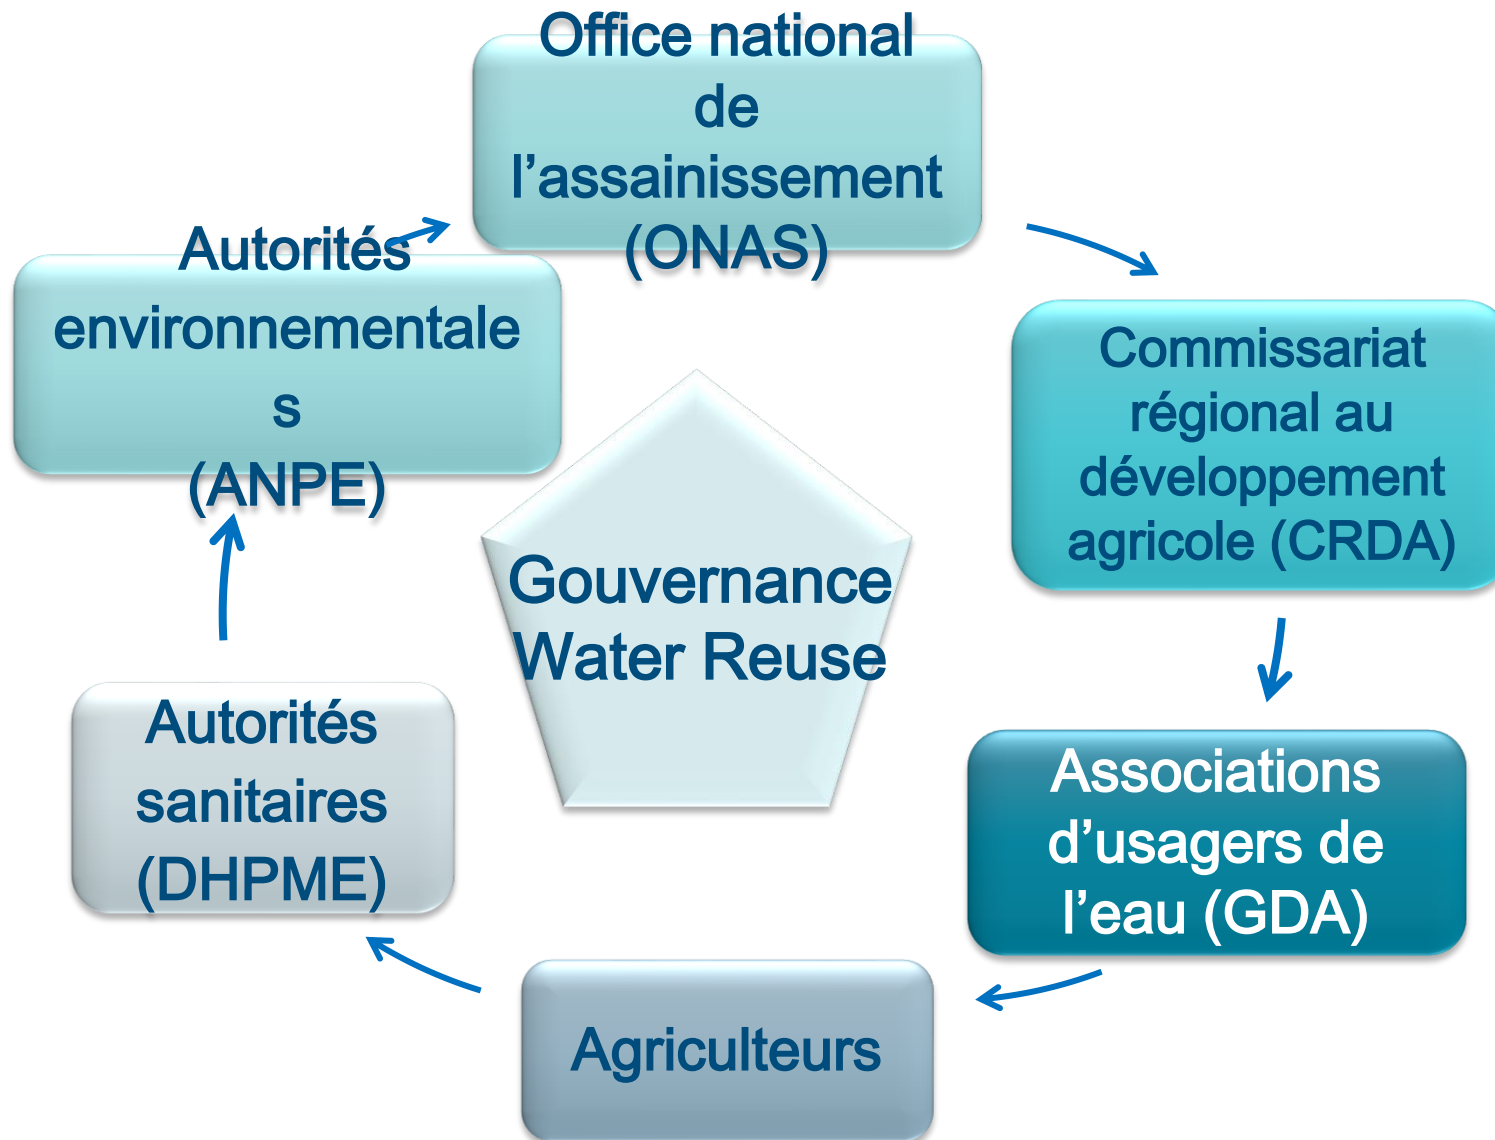 Office national
de
l’assainissement
(ONAS)
Autorités
environnementale
s
(ANPE)
Commissariat
régional au
développement
agricole (CRDA)
Gouvernance
Water Reuse
Autorités
sanitaires
(DHPME)
Associations
d’usagers de
l’eau (GDA)
Agriculteurs